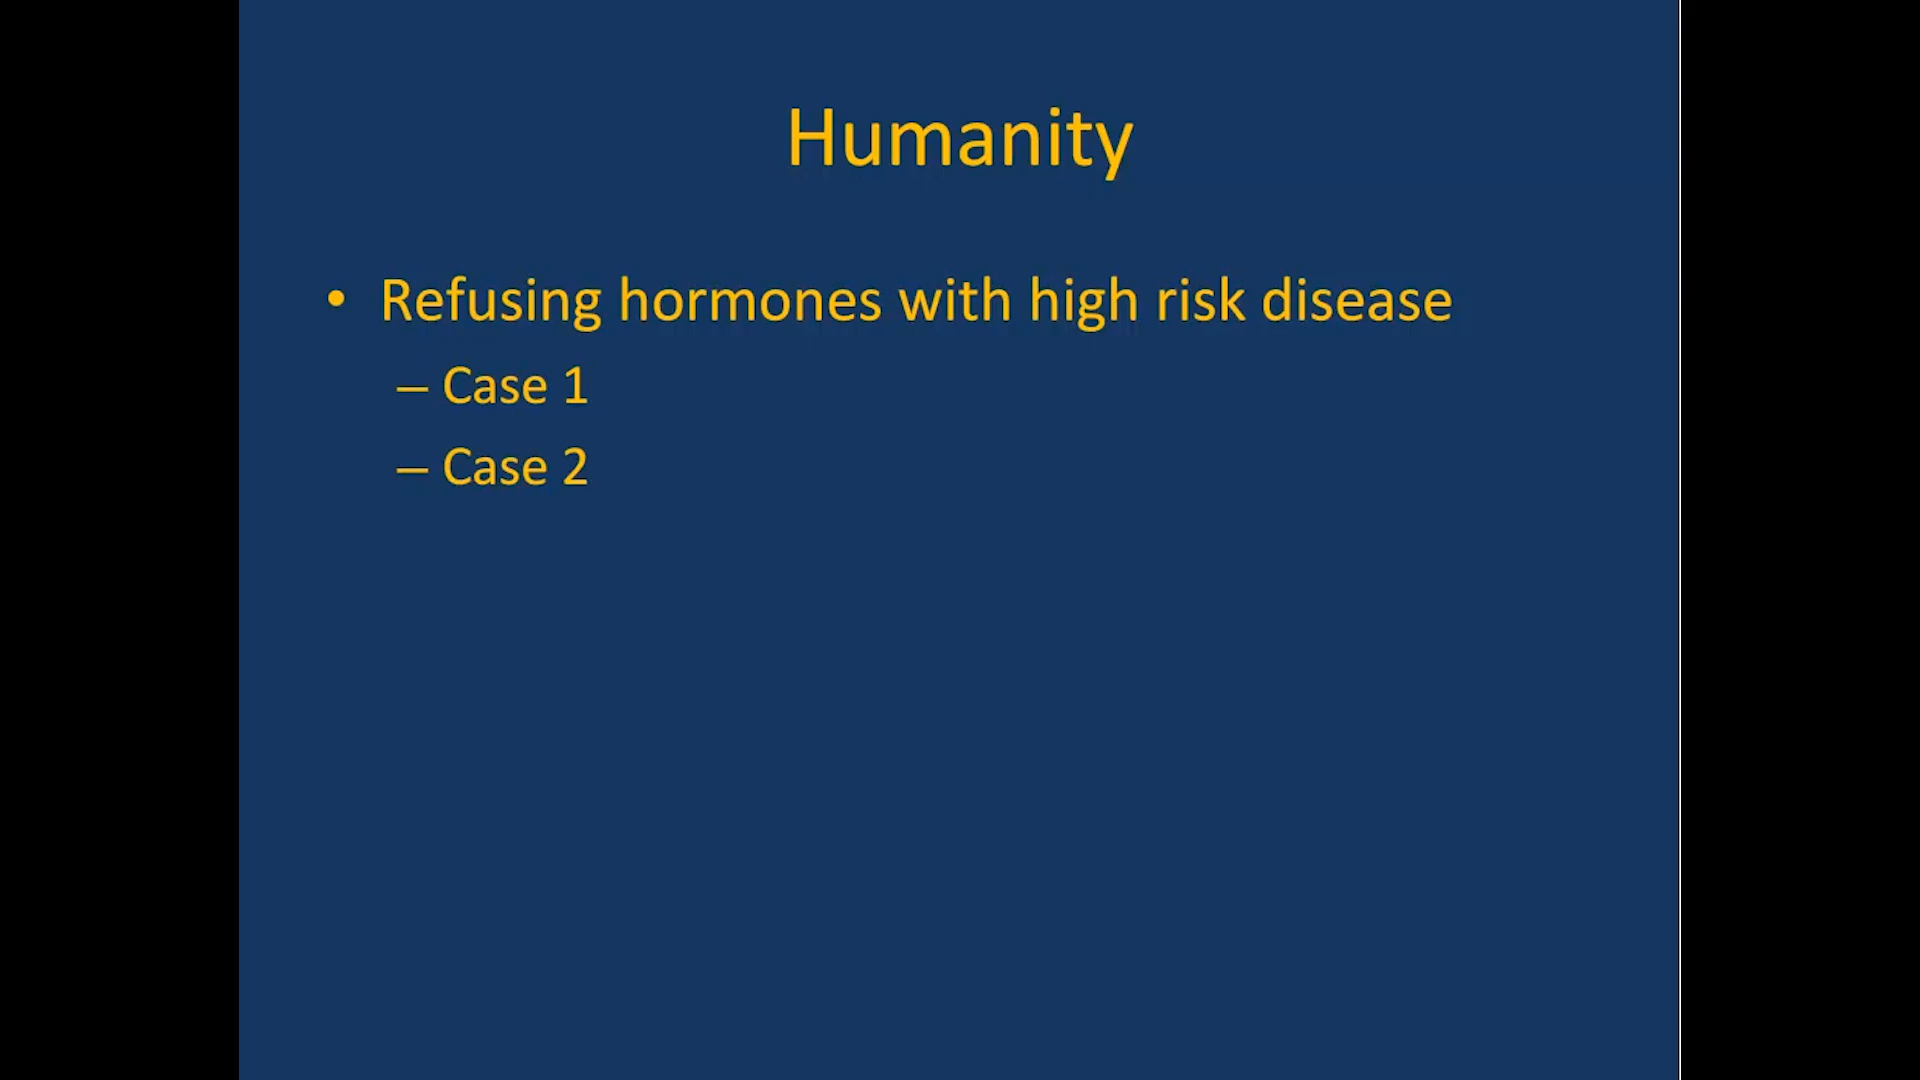 Humanity
• Refusing hormones with high risk disease
– Case 1
– Case 2